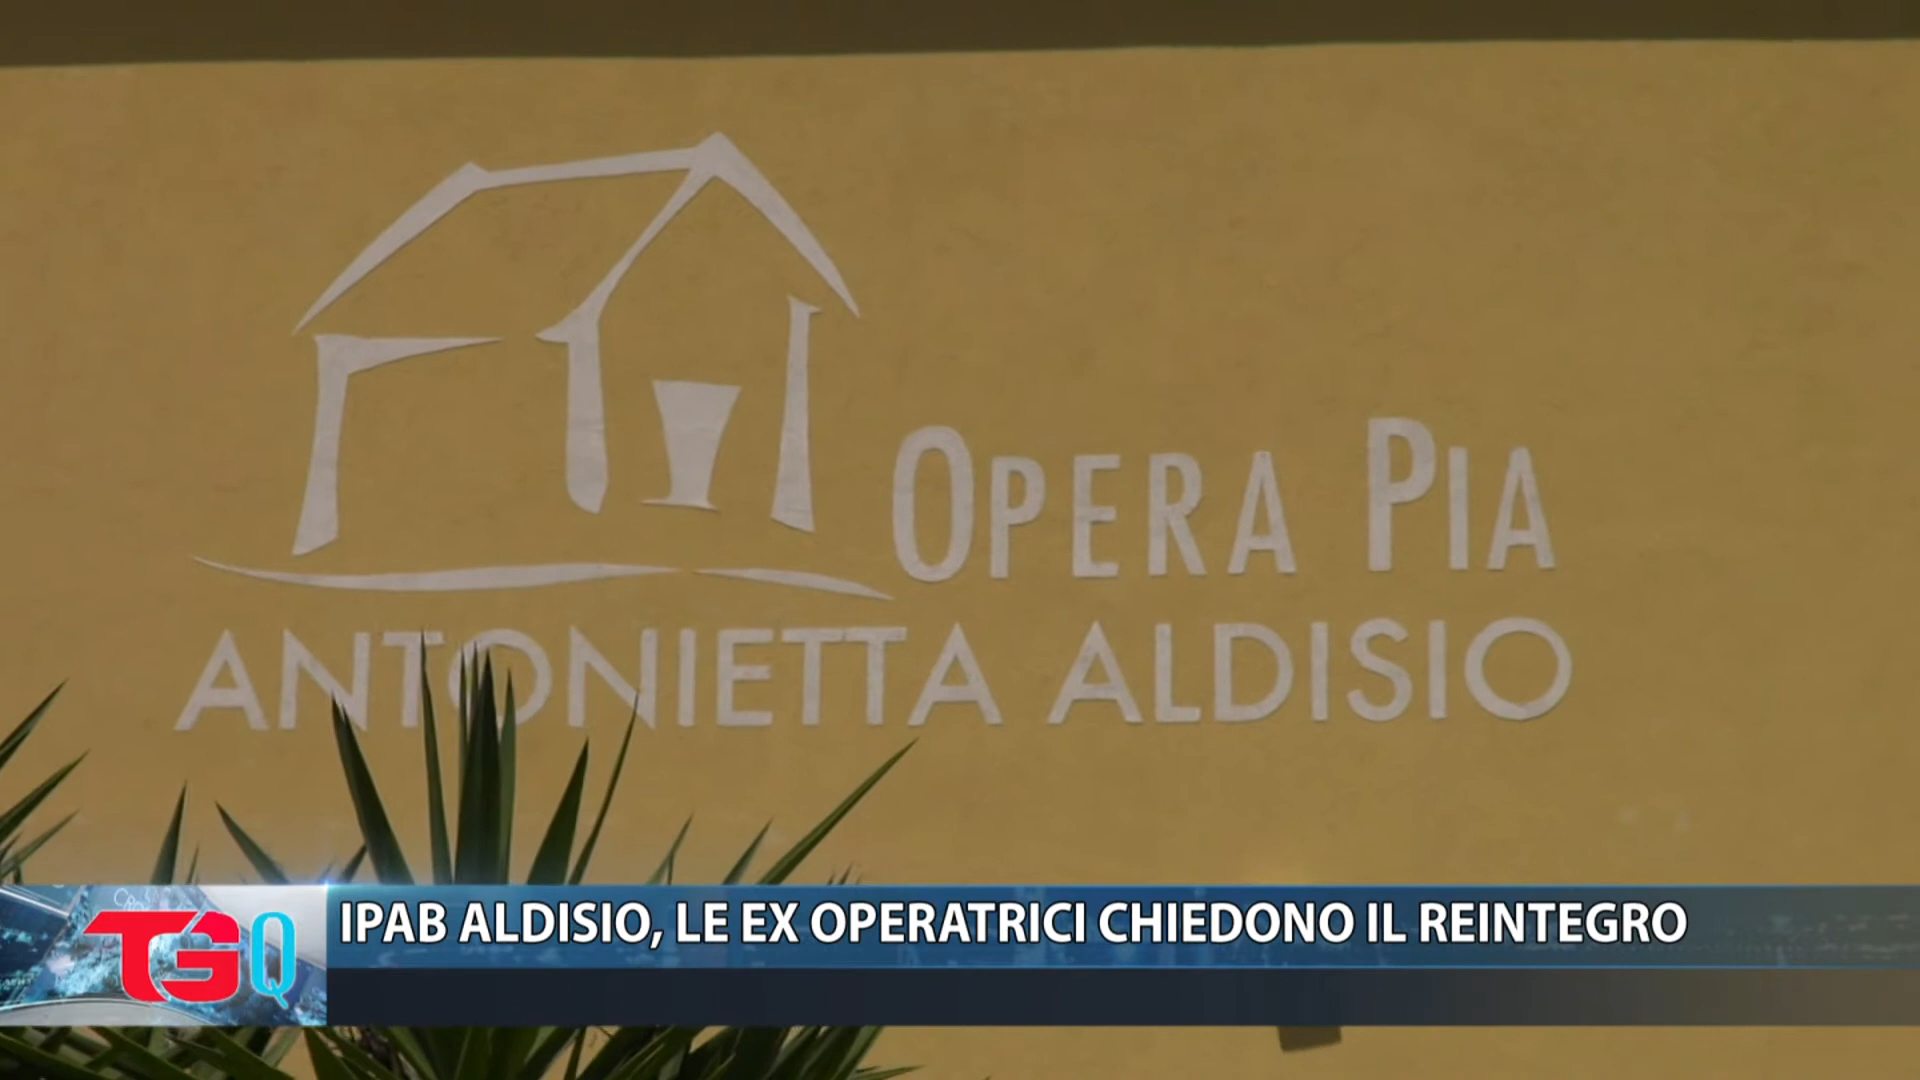 OPERA PIA
ANTONIETTA ALDISIO
TGQ
IPAB ALDISIO, LE EX OPERATRICI CHIEDONO IL REINTEGRO